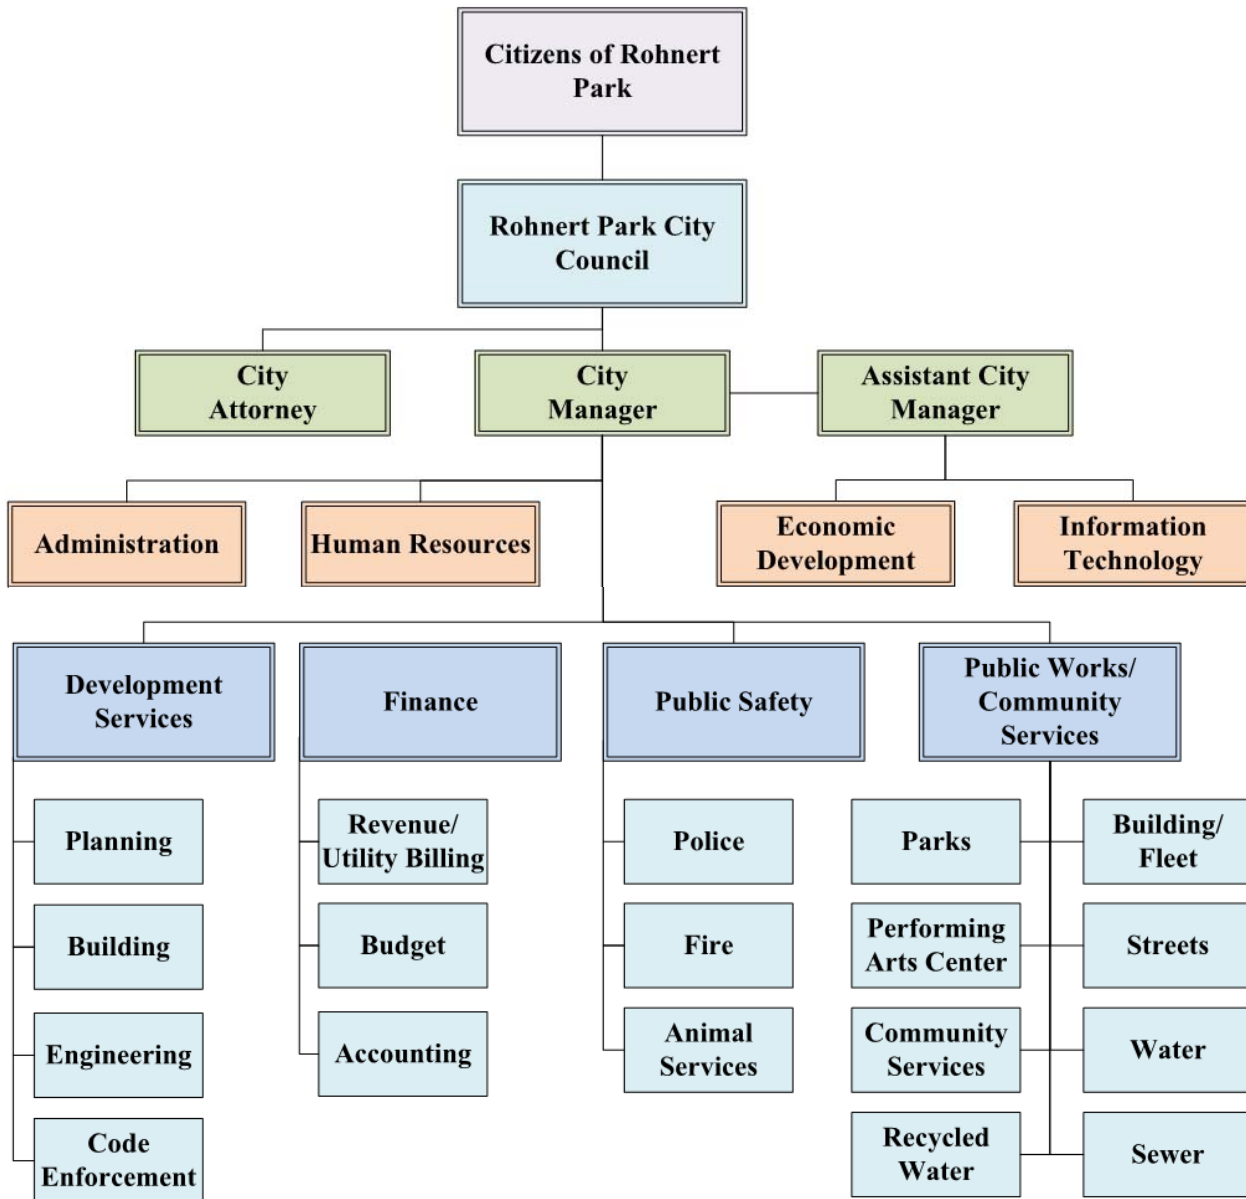 Citizens of Rohnert
Park
Rohnert Park City
Council
City
Attorney
City
Manager
Assistant City
Manager
Administration
Human Resources
Economic
Development
Information
Technology
Development
Services
Finance
Public Safety
Public Works/
Community
Services
Planning
Building
Engineering
Code
Enforcement
Revenue/
Utility Billing
Budget
Accounting
Police
Fire
Animal
Services
Parks
Performing
Arts Center
Community
Services
Recycled
Water
Building/
Fleet
Streets
Water
Sewer